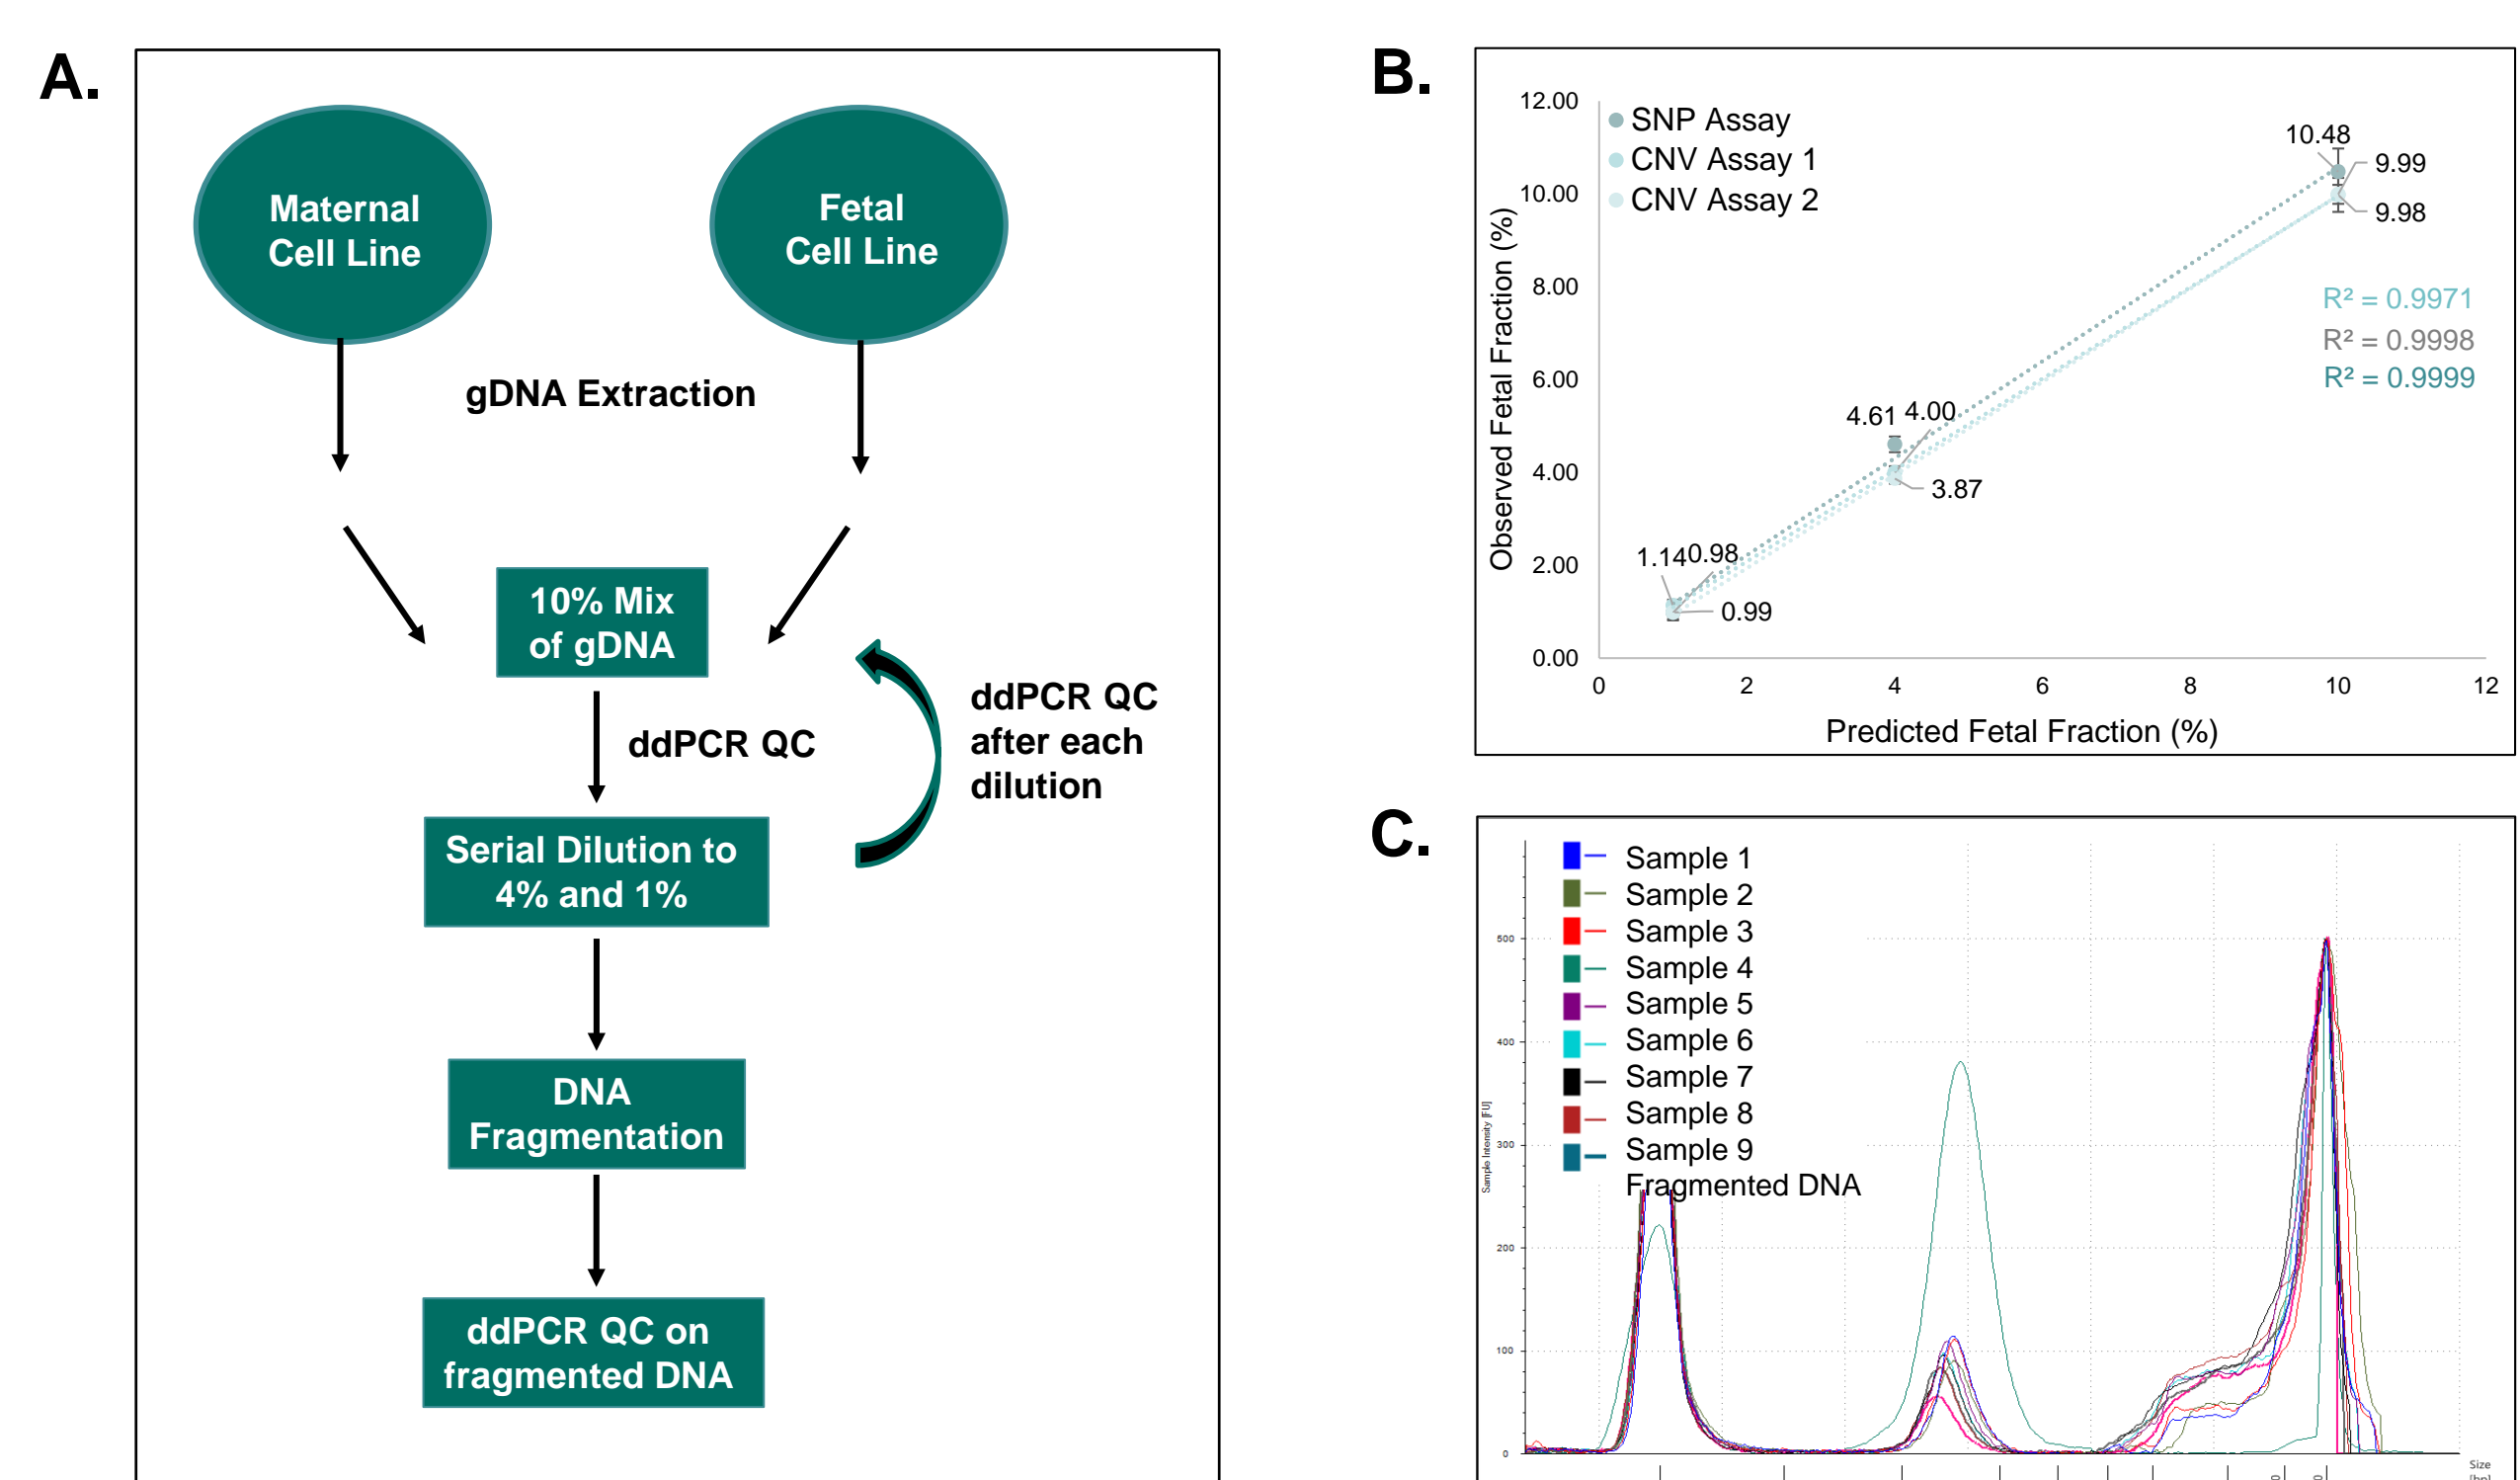 A.
Maternal
Cell Line
Fetal
Cell Line
gDNA Extraction
10% Mix
of gDNA
ddPCR QC
ddPCR QC
after each
dilution
Serial Dilution to
4% and 1%
DNA
Fragmentation
ddPCR QC on
fragmented DNA
B.
12.00
10.00
8.00
6.00
4.00
2.00
0.00
Observed Fetal Fraction (%)
SNP Assay
CNV Assay 1
CNV Assay 2
10.48
9.99
9.98
R² = 0.9971
R² = 0.9998
R² = 0.9999
4.61
4.00
3.87
1.14
0.98
0.99
0
2
4
6
8
10
12
Predicted Fetal Fraction (%)
C.
Sample 1
Sample 2
Sample 3
Sample 4
Sample 5
Sample 6
Sample 7
Sample 8
Sample 9
Fragmented DNA
Sample Intensity [FU]
500
400
300
200
100
0
Size
[bp]